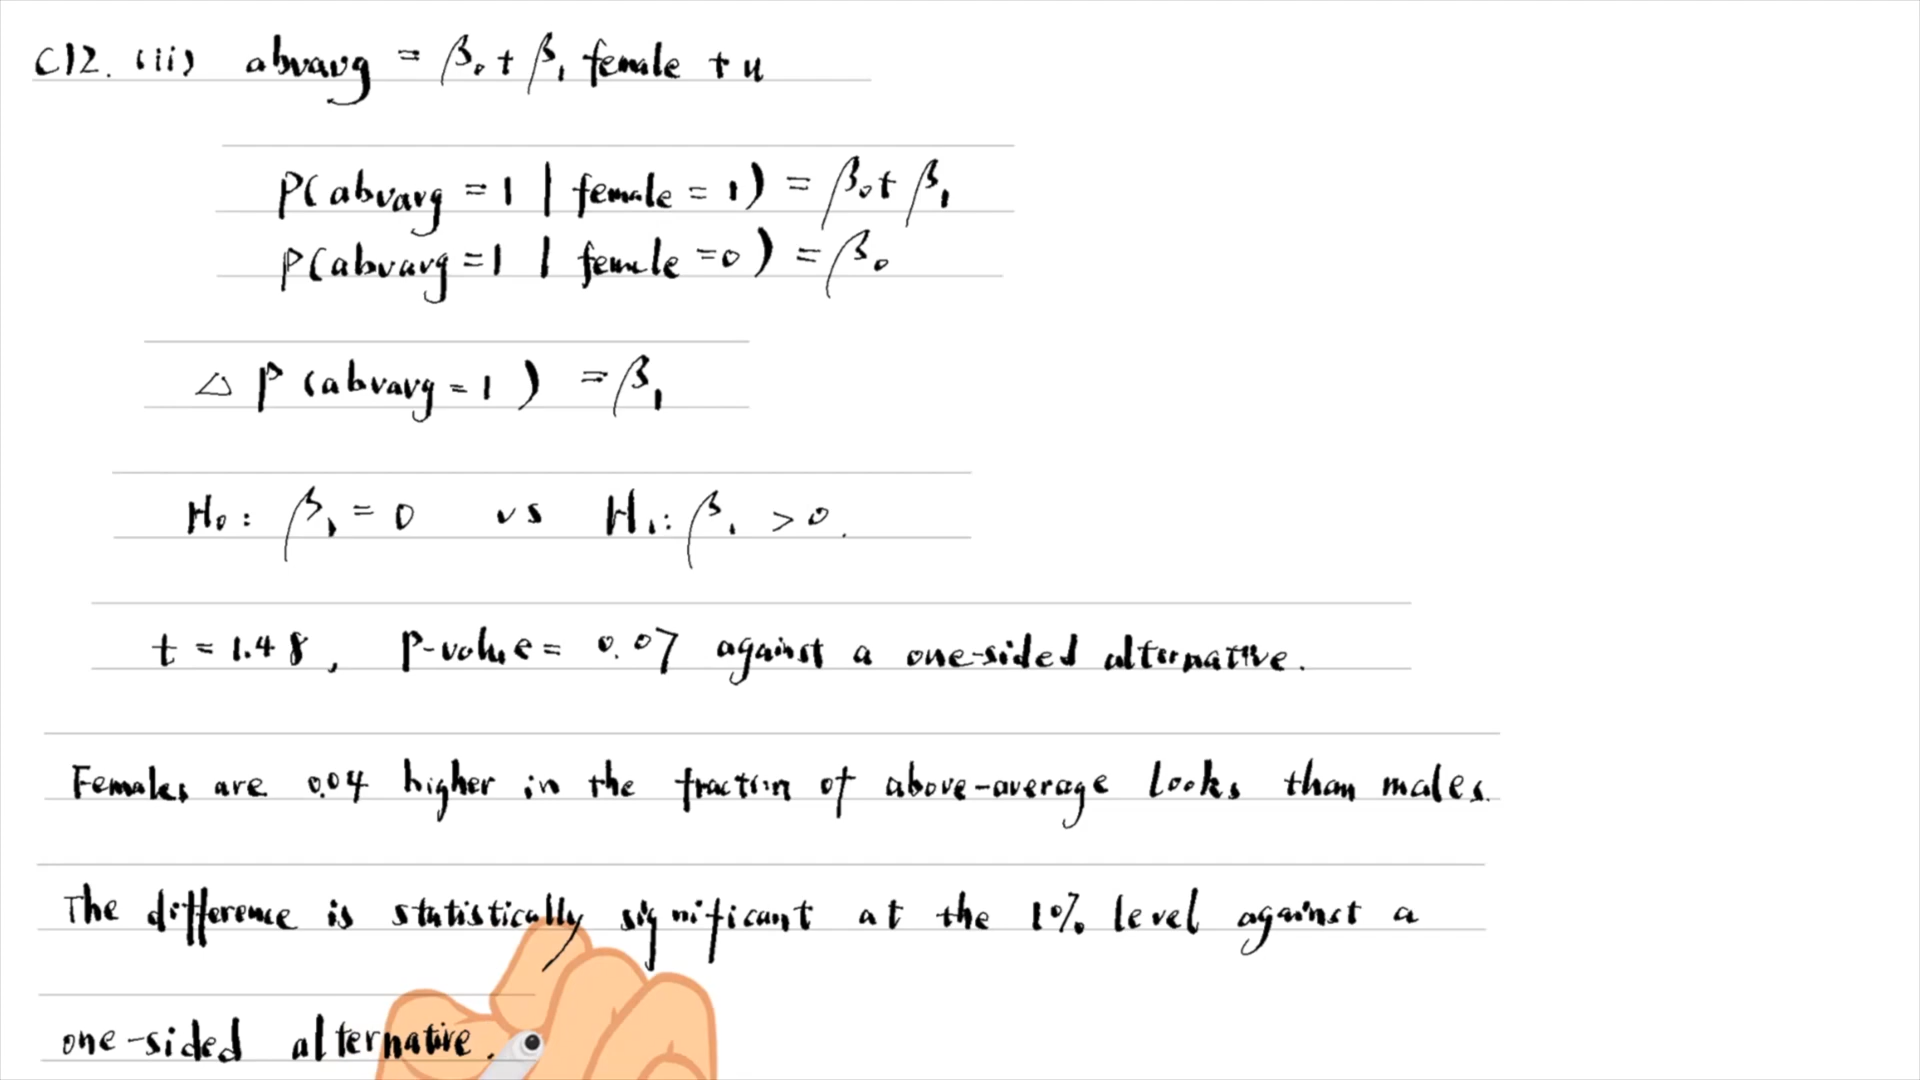 C12. (ii) abvavg = β₀ + β₁ female + u
P(abvavg = 1 | female = 1) = β₀ + β₁
P(abvavg = 1 | female = 0) = β₀
△ P (abvavg = 1) = β₁
H₀: β₁ = 0 vs H₁: β₁ > 0.
t = 1.48, P-value = 0.07 against a one-sided alternative.
Females are 0.04 higher in the fraction of above-average looks than males.
The difference is statistically significant at the 10% level against a
one-sided alternative.